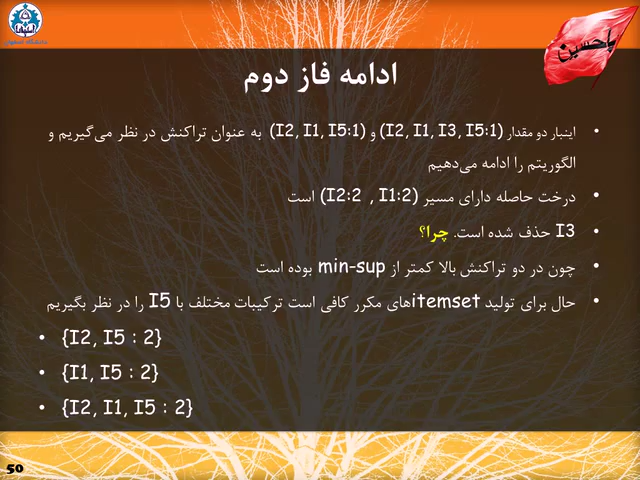 دانشگاه اصفهان
یا حسین
ادامه فاز دوم
• اینبار دو مقدار (I2, I1, I3, I5:1) و (I2, I1, I5:1) به عنوان تراکنش در نظر می‌گیریم و
الگوریتم را ادامه می‌دهیم
• درخت حاصله دارای مسیر (I2:2 , I1:2) است
• I3 حذف شده است. چرا؟
• چون در دو تراکنش بالا کمتر از min-sup بوده است
• حال برای تولید itemsetهای مکرر کافی است ترکیبات مختلف با I5 را در نظر بگیریم
• {I2, I5 : 2}
• {I1, I5 : 2}
• {I2, I1, I5 : 2}
50